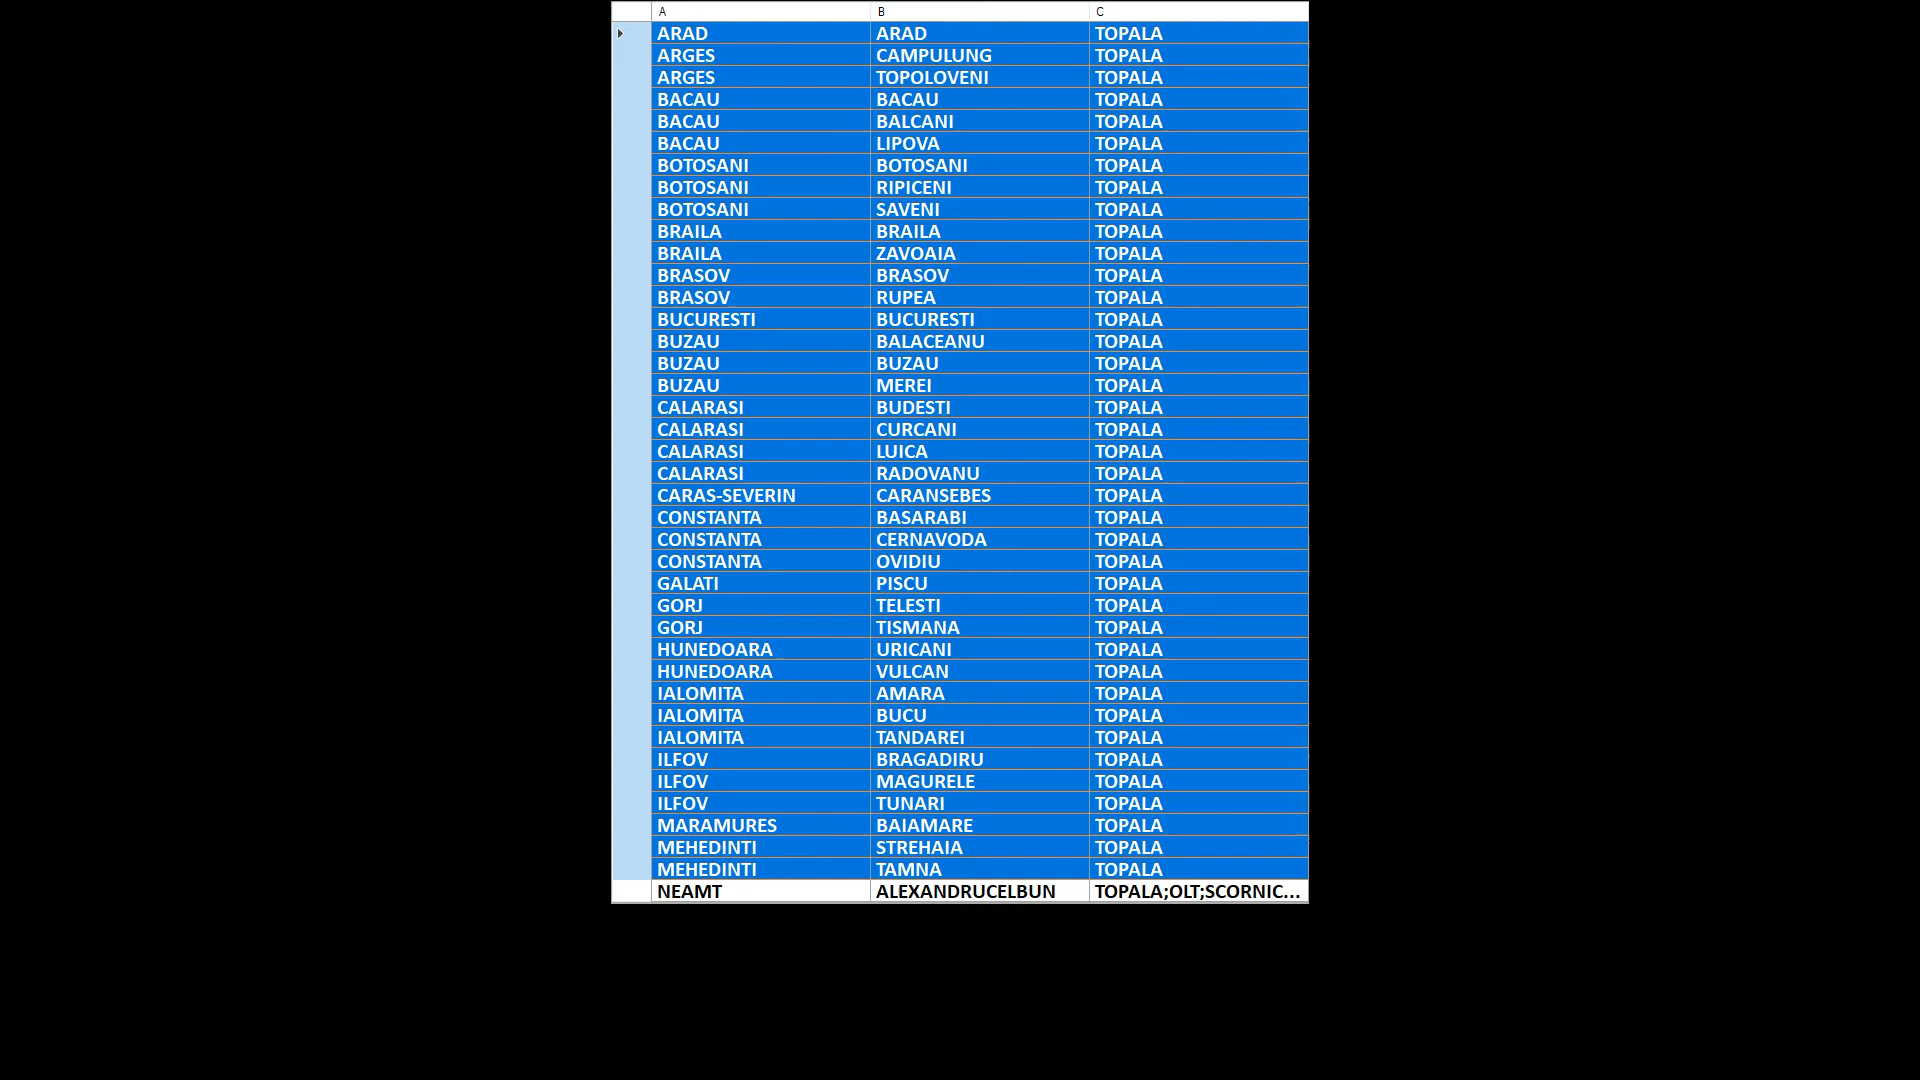 A B C
ARAD ARAD TOPALA
ARGES CAMPULUNG TOPALA
ARGES TOPOLOVENI TOPALA
BACAU BACAU TOPALA
BACAU BALCANI TOPALA
BACAU LIPOVA TOPALA
BOTOSANI BOTOSANI TOPALA
BOTOSANI RIPICENI TOPALA
BOTOSANI SAVENI TOPALA
BRAILA BRAILA TOPALA
BRAILA ZAVOAIA TOPALA
BRASOV BRASOV TOPALA
BRASOV RUPEA TOPALA
BUCURESTI BUCURESTI TOPALA
BUZAU BALACEANU TOPALA
BUZAU BUZAU TOPALA
BUZAU MEREI TOPALA
CALARASI BUDESTI TOPALA
CALARASI CURCANI TOPALA
CALARASI LUICA TOPALA
CALARASI RADOVANU TOPALA
CARAS-SEVERIN CARANSEBES TOPALA
CONSTANTA BASARABI TOPALA
CONSTANTA CERNAVODA TOPALA
CONSTANTA OVIDIU TOPALA
GALATI PISCU TOPALA
GORJ TELESTI TOPALA
GORJ TISMANA TOPALA
HUNEDOARA URICANI TOPALA
HUNEDOARA VULCAN TOPALA
IALOMITA AMARA TOPALA
IALOMITA BUCU TOPALA
IALOMITA TANDAREI TOPALA
ILFOV BRAGADIRU TOPALA
ILFOV MAGURELE TOPALA
ILFOV TUNARI TOPALA
MARAMURES BAIAMARE TOPALA
MEHEDINTI STREHAIA TOPALA
MEHEDINTI TAMNA TOPALA
NEAMT ALEXANDRUCELBUN TOPALA;OLT;SCORNIC...